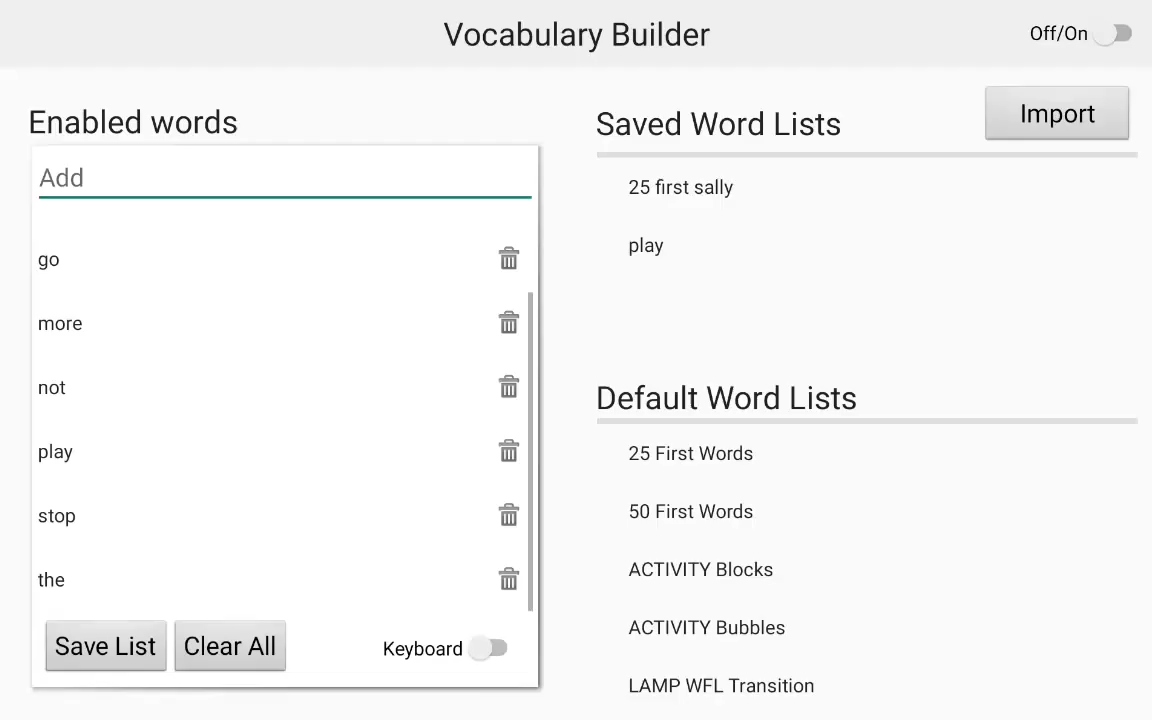 Vocabulary Builder
Off/On
Enabled words
Add
go
more
not
play
stop
the
Save List
Clear All
Keyboard
Saved Word Lists
Import
25 first sally
play
Default Word Lists
25 First Words
50 First Words
ACTIVITY Blocks
ACTIVITY Bubbles
LAMP WFL Transition